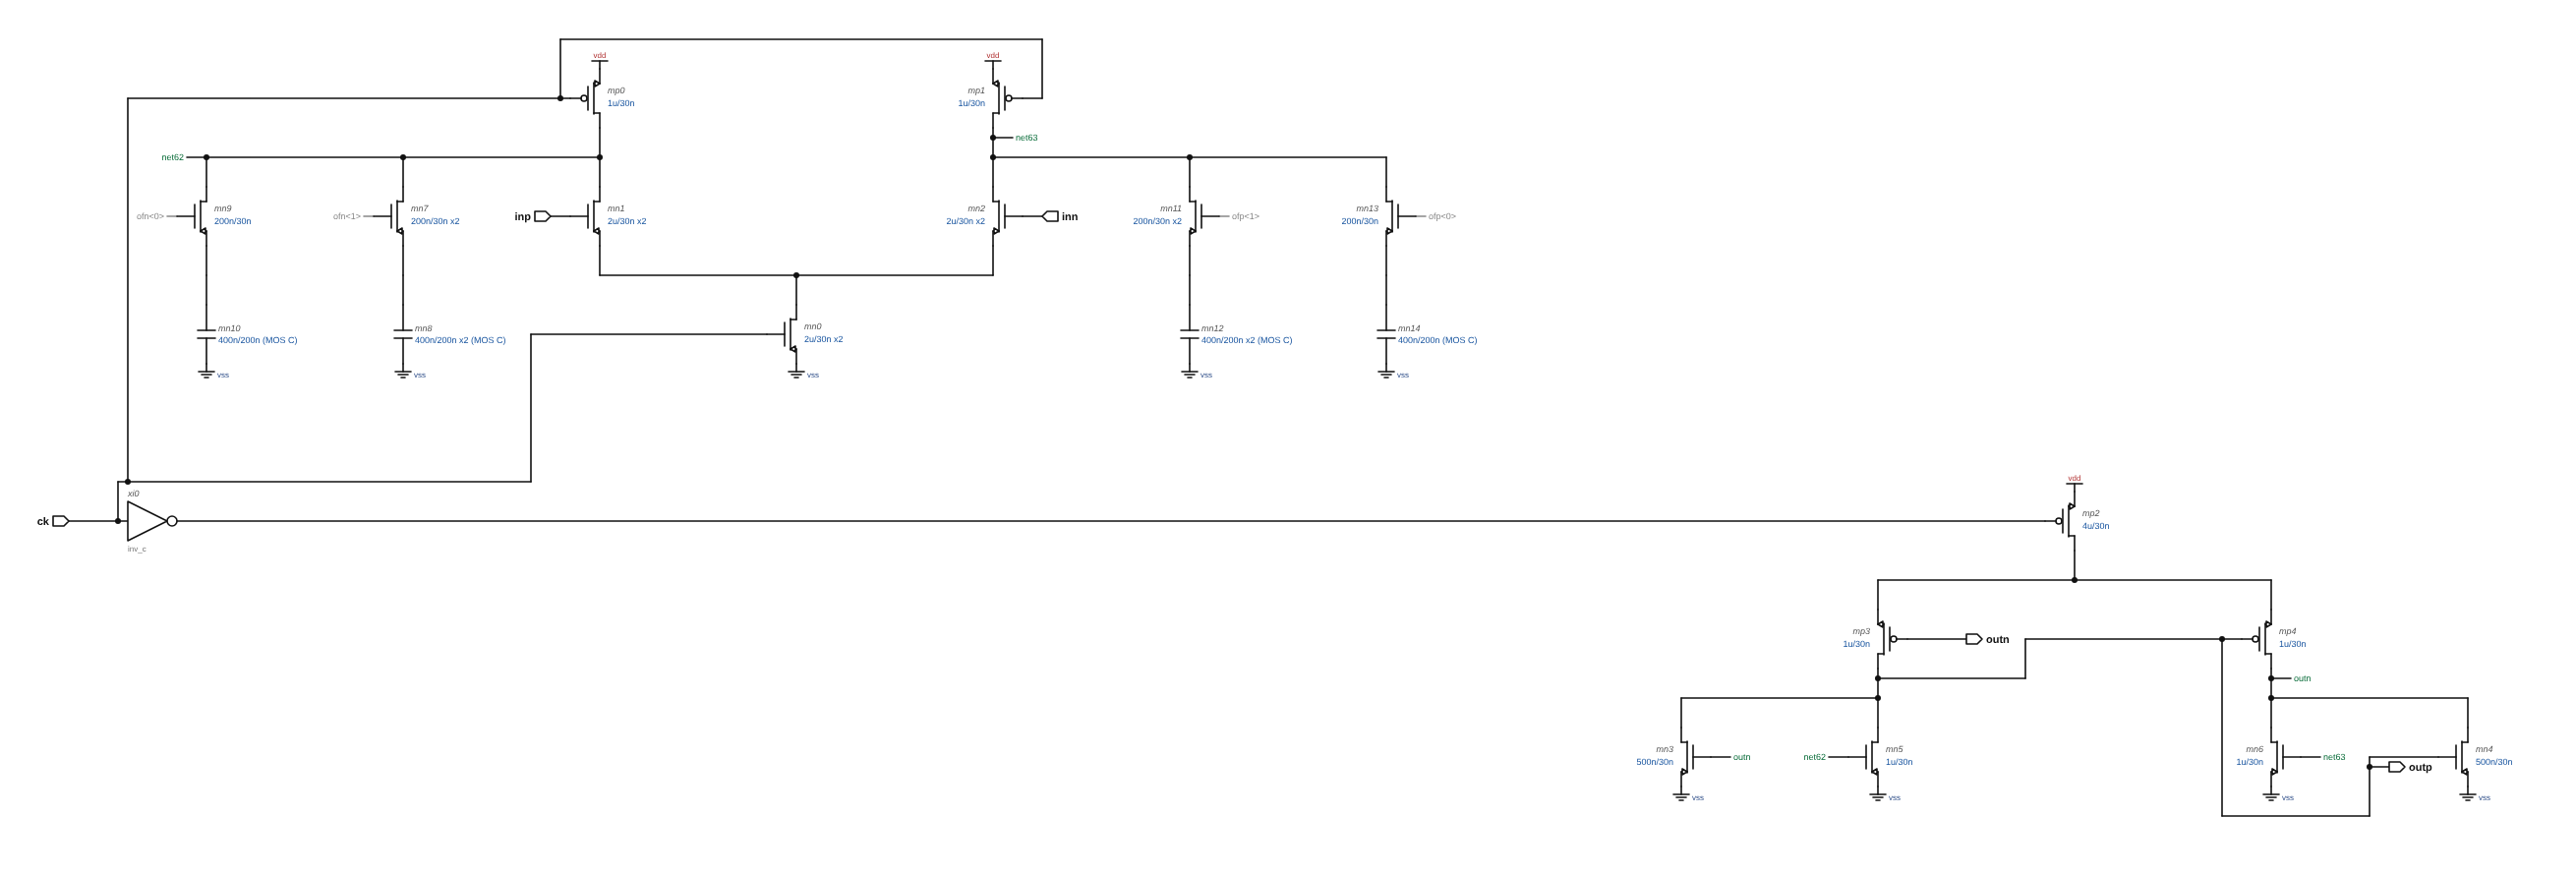 vdd
vdd
mp0
1u/30n
mp1
1u/30n
net63
net62
ofn<0>
mn9
200n/30n
ofn<1>
mn7
200n/30n x2
inp
mn1
2u/30n x2
mn2
2u/30n x2
inn
mn11
200n/30n x2
ofp<1>
mn13
200n/30n
ofp<0>
mn10
400n/200n (MOS C)
vss
mn8
400n/200n x2 (MOS C)
vss
mn0
2u/30n x2
vss
mn12
400n/200n x2 (MOS C)
vss
mn14
400n/200n (MOS C)
vss
ck
xi0
inv_c
vdd
mp2
4u/30n
mp3
1u/30n
outn
mp4
1u/30n
outn
mn3
500n/30n
outn
vss
net62
mn5
1u/30n
vss
mn6
1u/30n
net63
vss
outp
mn4
500n/30n
vss